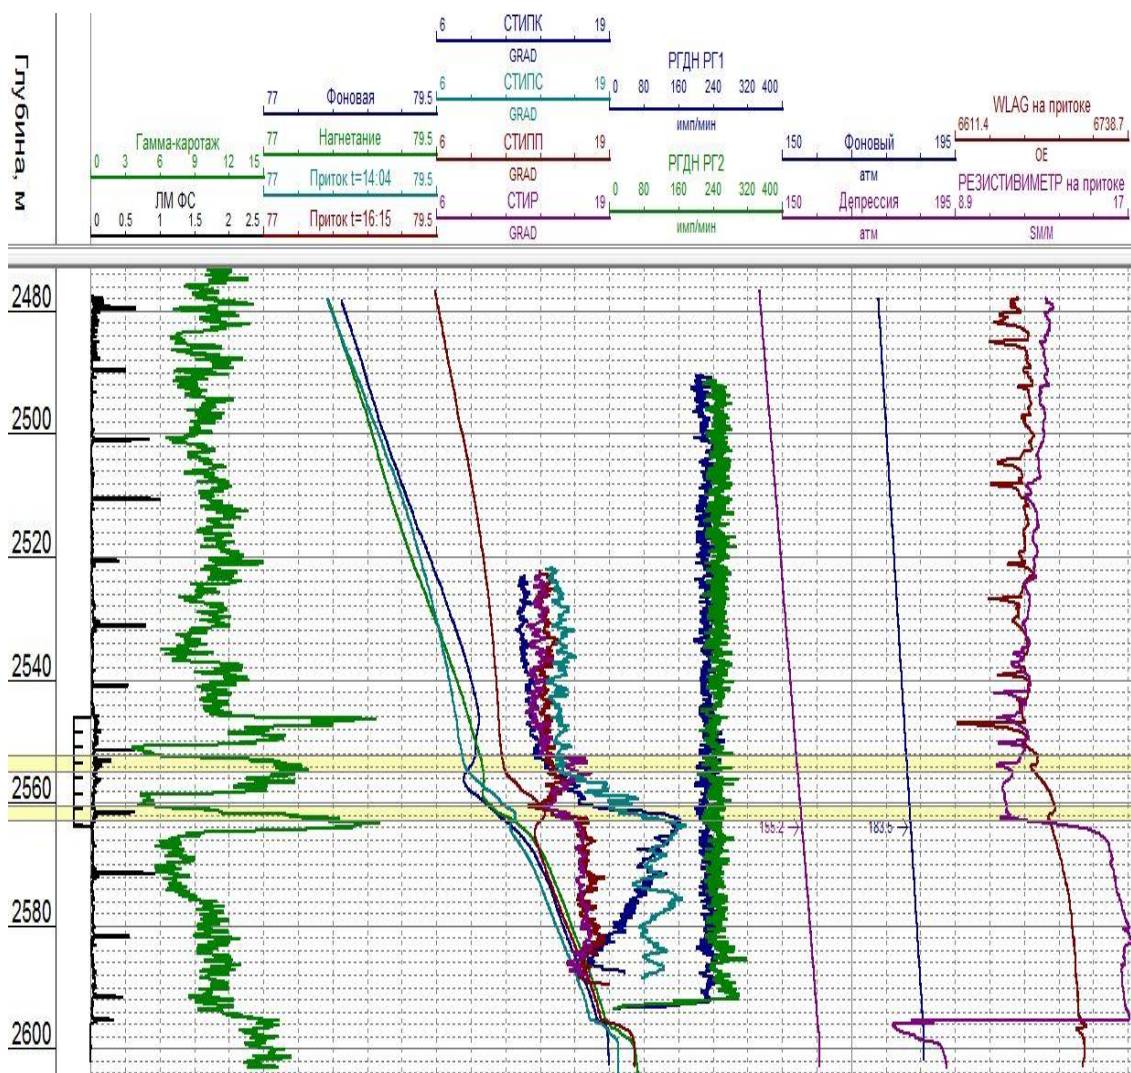 Глубина, м
Гамма-каротаж
0 3 6 9 12 15
ЛМ ФС
0 0.5 1 1.5 2 2.5
77 Фоновая 79.5
77 Нагнетание 79.5
77 Приток t=14:04 79.5
77 Приток t=16:15 79.5
6 СТИПК 19
GRAD
6 СТИПС 19
GRAD
6 СТИПП 19
GRAD
6 СТИР 19
GRAD
РГДН РГ1
0 80 160 240 320 400
имп/мин
РГДН РГ2
0 80 160 240 320 400
имп/мин
150 Фоновый 195
атм
150 Депрессия 195
атм
WLAG на притоке
6611.4 6738.7
ОЕ
РЕЗИСТИВИМЕТР на притоке
8.9 17
SM/M
2480
2500
2520
2540
2560
155.2 183.5
2580
2600